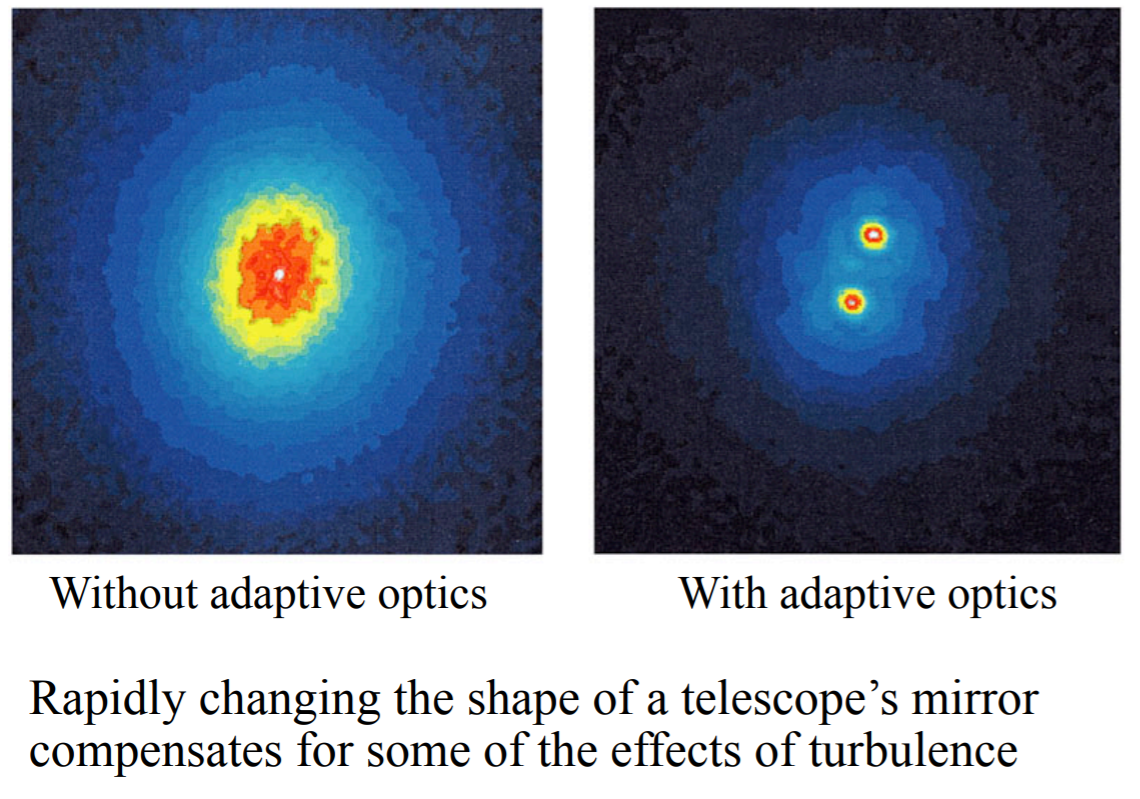 Without adaptive optics
With adaptive optics
Rapidly changing the shape of a telescope’s mirror
compensates for some of the effects of turbulence